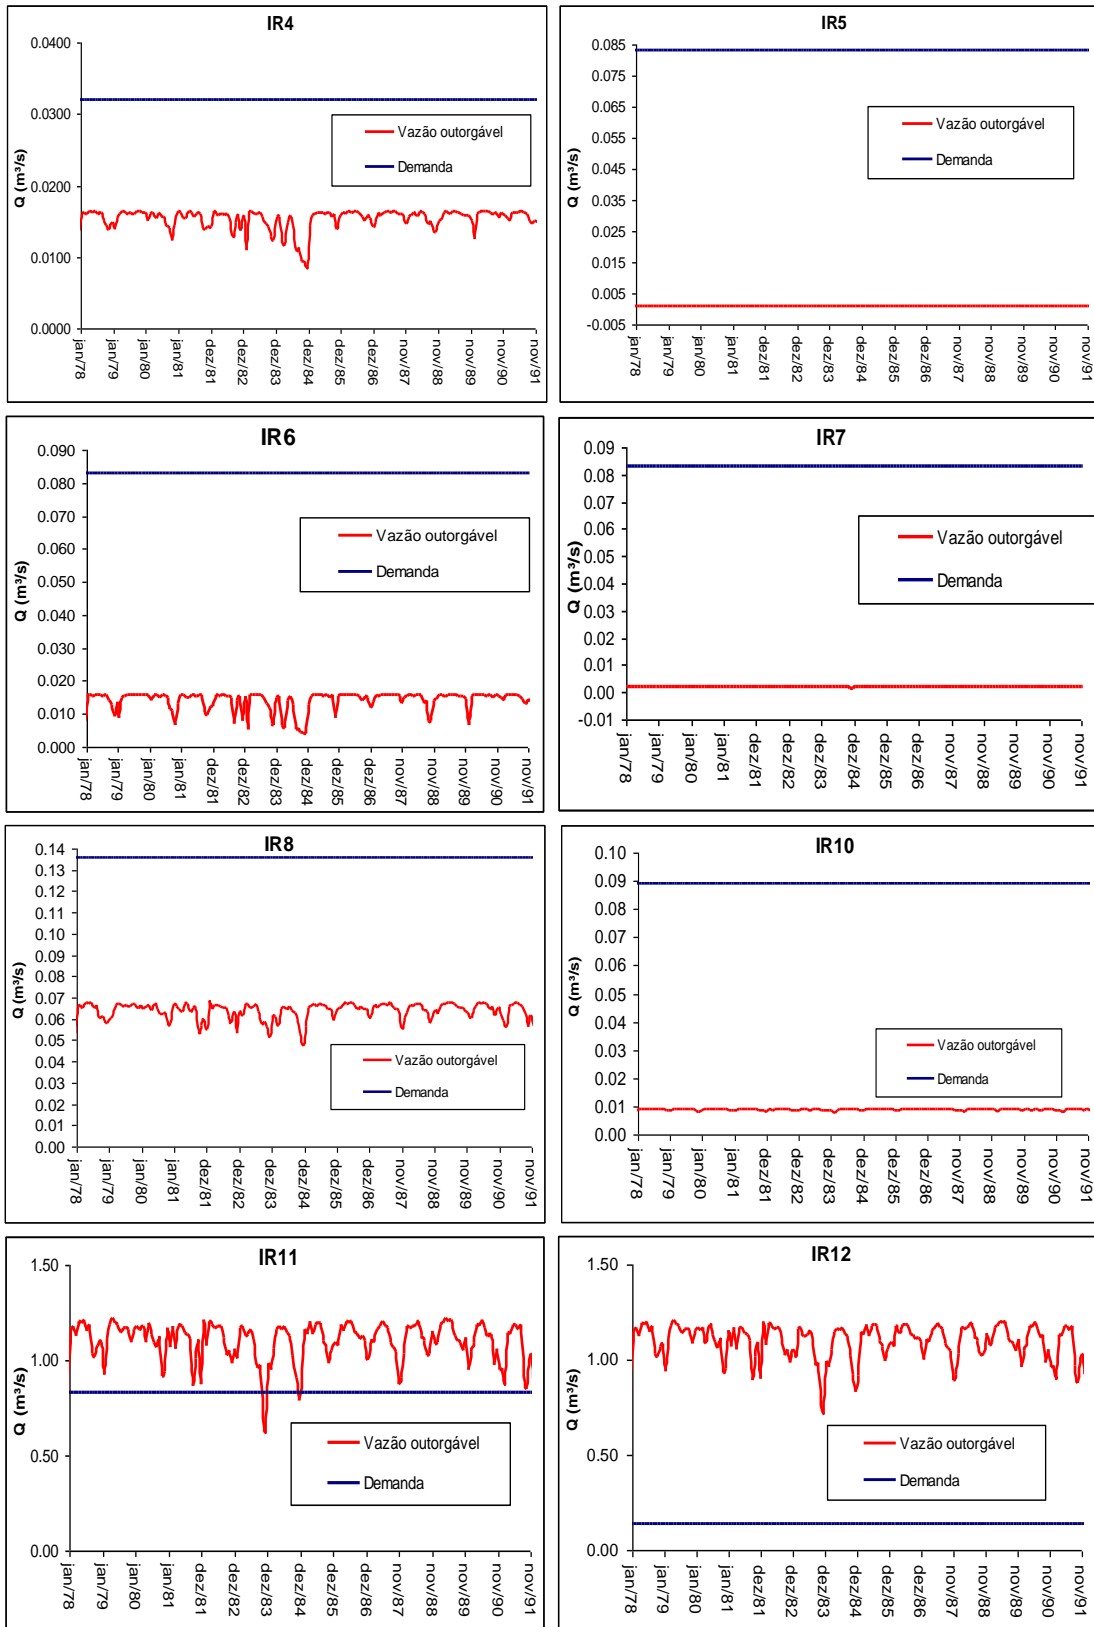 IR4
0.0400
0.0300
0.0200
0.0100
0.0000
Q (m³/s)
Vazão outorgável
Demanda
jan/78
jan/79
jan/80
jan/81
dez/81
dez/82
dez/83
dez/84
dez/85
dez/86
nov/87
nov/88
nov/89
nov/90
nov/91
IR5
0.085
0.075
0.065
0.055
0.045
0.035
0.025
0.015
0.005
-0.005
Q (m³/s)
Vazão outorgável
Demanda
jan/78
jan/79
jan/80
jan/81
dez/81
dez/82
dez/83
dez/84
dez/85
dez/86
nov/87
nov/88
nov/89
nov/90
nov/91
IR6
0.090
0.080
0.070
0.060
0.050
0.040
0.030
0.020
0.010
0.000
Q (m³/s)
Vazão outorgável
Demanda
jan/78
jan/79
jan/80
jan/81
dez/81
dez/82
dez/83
dez/84
dez/85
dez/86
nov/87
nov/88
nov/89
nov/90
nov/91
IR7
0.09
0.08
0.07
0.06
0.05
0.04
0.03
0.02
0.01
0.00
-0.01
Q (m³/s)
Vazão outorgável
Demanda
jan/78
jan/79
jan/80
jan/81
dez/81
dez/82
dez/83
dez/84
dez/85
dez/86
nov/87
nov/88
nov/89
nov/90
nov/91
IR8
0.14
0.13
0.12
0.11
0.10
0.09
0.08
0.07
0.06
0.05
0.04
0.03
0.02
0.01
0.00
Q (m³/s)
Vazão outorgável
Demanda
jan/78
jan/79
jan/80
jan/81
dez/81
dez/82
dez/83
dez/84
dez/85
dez/86
nov/87
nov/88
nov/89
nov/90
nov/91
IR10
0.10
0.09
0.08
0.07
0.06
0.05
0.04
0.03
0.02
0.01
0.00
Q (m³/s)
Vazão outorgável
Demanda
jan/78
jan/79
jan/80
jan/81
dez/81
dez/82
dez/83
dez/84
dez/85
dez/86
nov/87
nov/88
nov/89
nov/90
nov/91
IR11
1.50
1.00
0.50
0.00
Q (m³/s)
Vazão outorgável
Demanda
jan/78
jan/79
jan/80
jan/81
dez/81
dez/82
dez/83
dez/84
dez/85
dez/86
nov/87
nov/88
nov/89
nov/90
nov/91
IR12
1.50
1.00
0.50
0.00
Q (m³/s)
Vazão outorgável
Demanda
jan/78
jan/79
jan/80
jan/81
dez/81
dez/82
dez/83
dez/84
dez/85
dez/86
nov/87
nov/88
nov/89
nov/90
nov/91